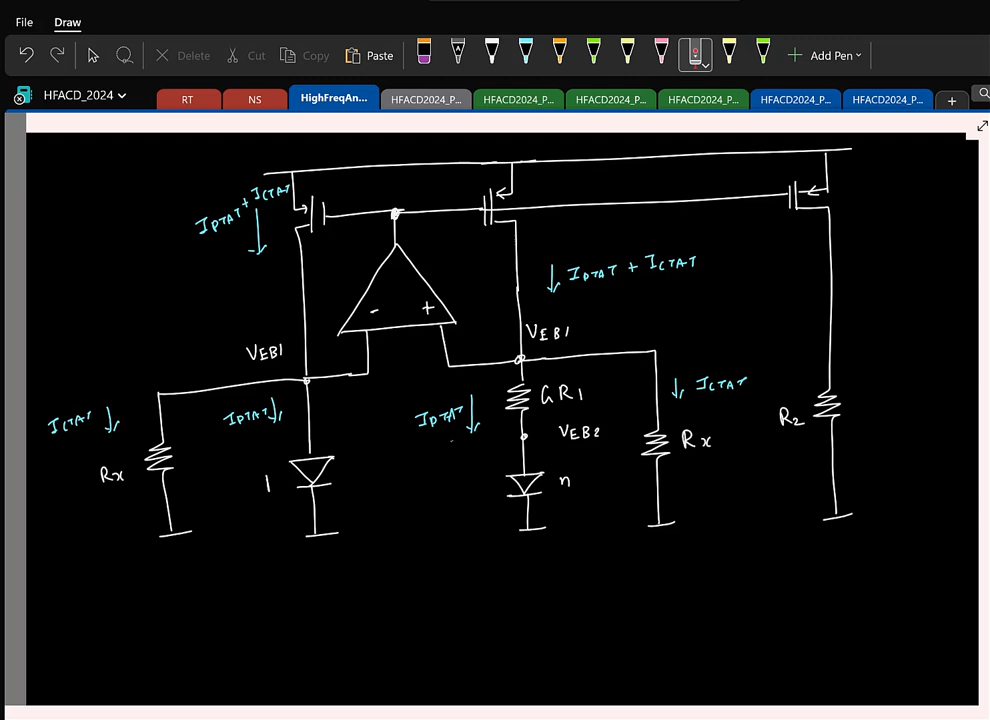 File Draw
Delete Cut Copy Paste Add Pen
HFACD_2024 RT NS HighFreqAn... HFACD2024_P... HFACD2024_P... HFACD2024_P... HFACD2024_P... HFACD2024_P... HFACD2024_P...
IPTAT + ICTAT
IPTAT + ICTAT
- +
VEB1
VEB1
ICTAT
IPTAT
IPTAT
GR1
ICTAT
VEB2
R2
Rx
1
n
Rx